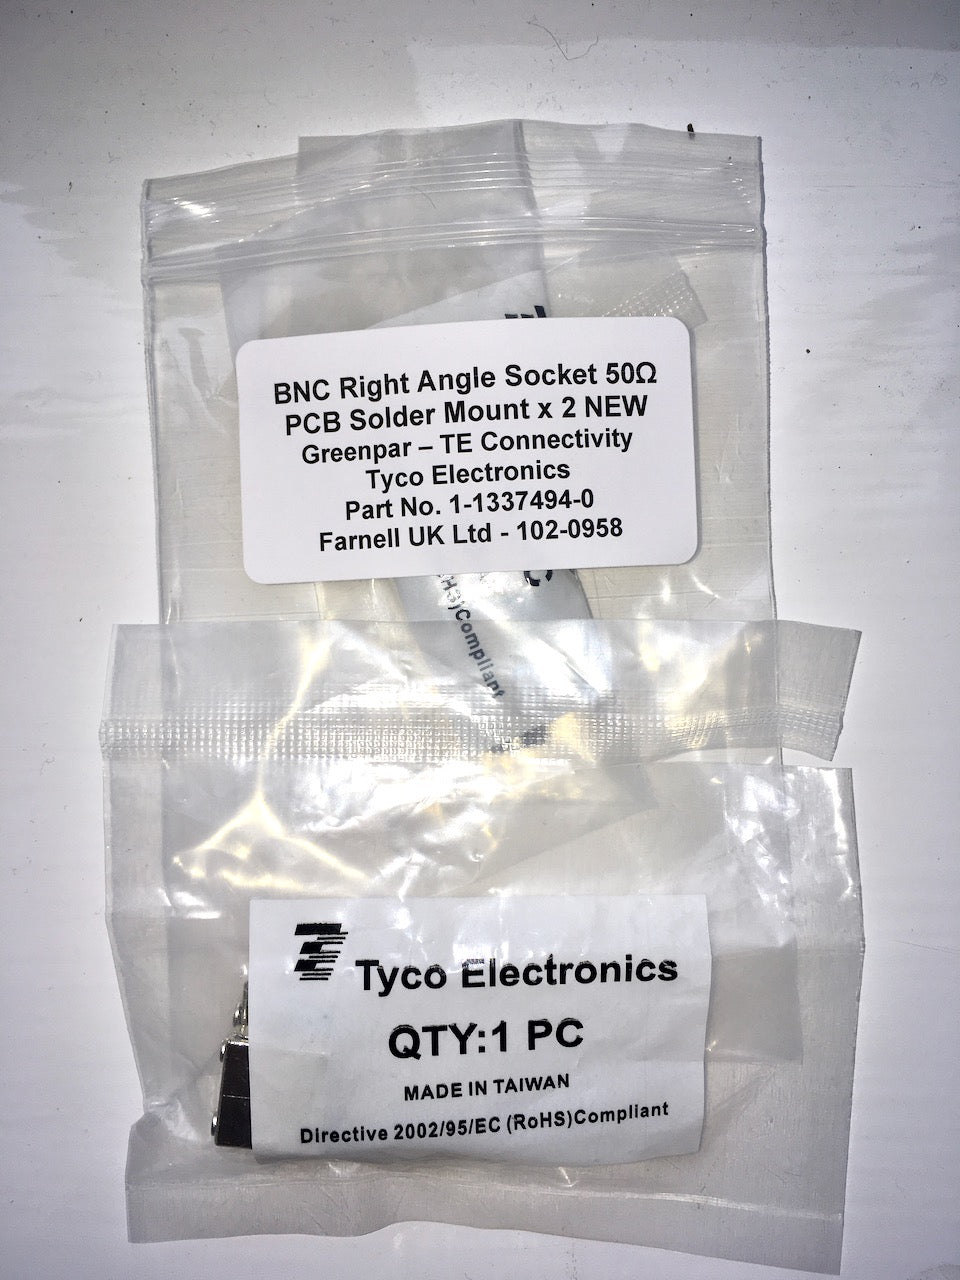 BNC Right Angle Socket 50Ω
PCB Solder Mount x 2 NEW
Greenpar – TE Connectivity
Tyco Electronics
Part No. 1-1337494-0
Farnell UK Ltd - 102-0958
HS)Compliant
Tyco Electronics
QTY:1 PC
MADE IN TAIWAN
Directive 2002/95/EC (RoHS)Compliant